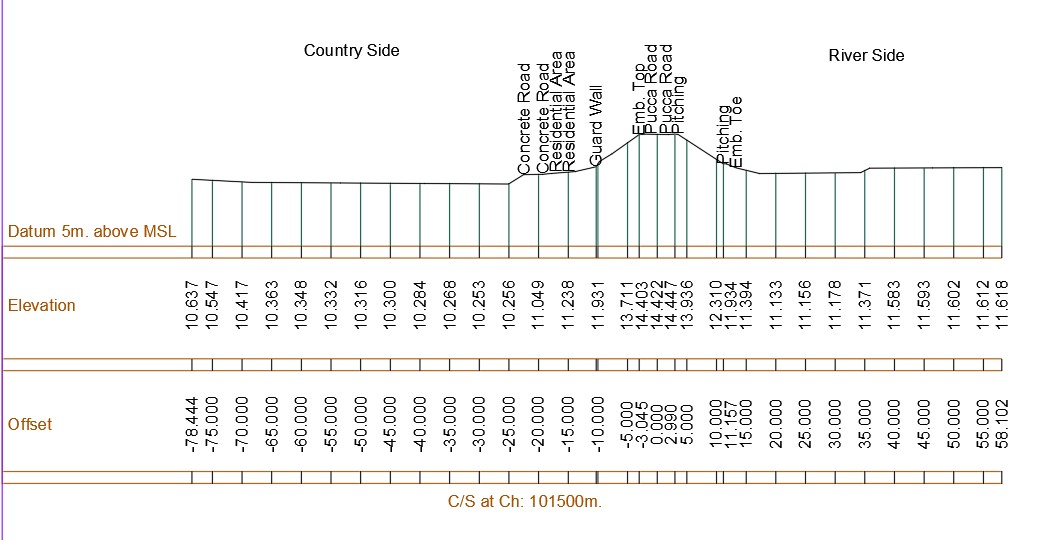 Country Side
River Side
Concrete Road
Concrete Road
Residential Area
Residential Area
Guard Wall
Emb. Top
Pucca Road
Pucca Road
Pitching
Pitching
Emb. Toe
Datum 5m. above MSL
Elevation
10.637 10.547 10.417 10.363 10.348 10.332 10.316 10.300 10.284 10.268 10.253 10.256 11.049 11.238 11.931 13.711 14.403 14.422 14.447 13.936 12.310 11.934 11.394 11.133 11.156 11.178 11.371 11.583 11.593 11.602 11.612 11.618
Offset
-78.444 -75.000 -70.000 -65.000 -60.000 -55.000 -50.000 -45.000 -40.000 -35.000 -30.000 -25.000 -20.000 -15.000 -10.000 -5.000 -3.045 0.000 2.990 5.000 10.000 11.157 15.000 20.000 25.000 30.000 35.000 40.000 45.000 50.000 55.000 58.102
C/S at Ch: 101500m.